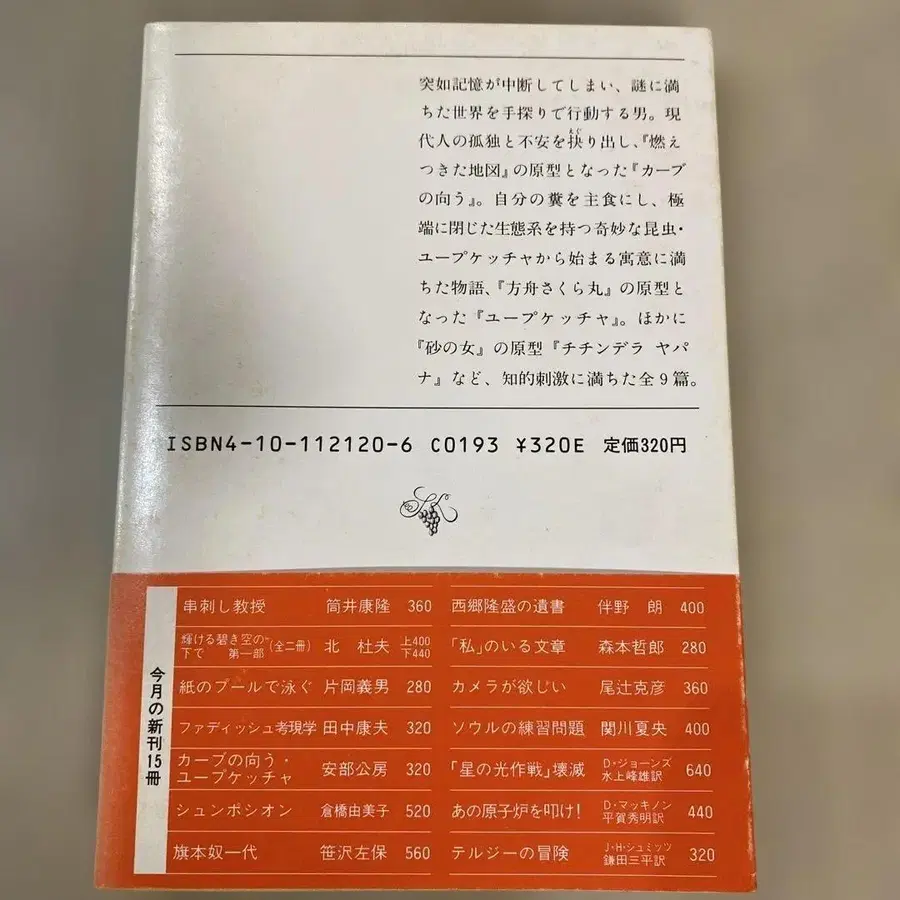 突如記憶が中断してしまい、謎に満
ちた世界を手探りで行動する男。現
代人の孤独と不安を抉り出し、『燃え
えぐ
つきた地図』の原型となった『カーブ
の向う』。自分の糞を主食にし、極
端に閉じた生態系を持つ奇妙な昆虫・
ユープケッチャから始まる寓意に満
ちた物語、『方舟さくら丸』の原型と
なった『ユープケッチャ』。ほかに
『砂の女』の原型『チチンデラ ヤパ
ナ』など、知的刺激に満ちた全9篇。
ISBN4-10-112120-6 C0193 ¥320E 定価320円
SK
今月の新刊15冊
串刺し教授 筒井康隆 360
輝ける碧き空の下で 第一部 (全二冊) 北 杜夫 上400 下440
紙のプールで泳ぐ 片岡義男 280
ファディッシュ考現学 田中康夫 320
カーブの向う・
ユープケッチャ 安部公房 320
シュンポシオン 倉橋由美子 520
旗本奴一代 笹沢左保 560
西郷隆盛の遺書 伴野 朗 400
「私」のいる文章 森本哲郎 280
カメラが欲しい 尾辻克彦 360
ソウルの練習問題 関川夏央 400
「星の光作戦」壊滅 D・ジョーンズ 水上峰雄訳 640
あの原子炉を叩け! D・マッキノン 平賀秀明訳 440
テルジーの冒険 J・H・シュミッツ 鎌田三平訳 320